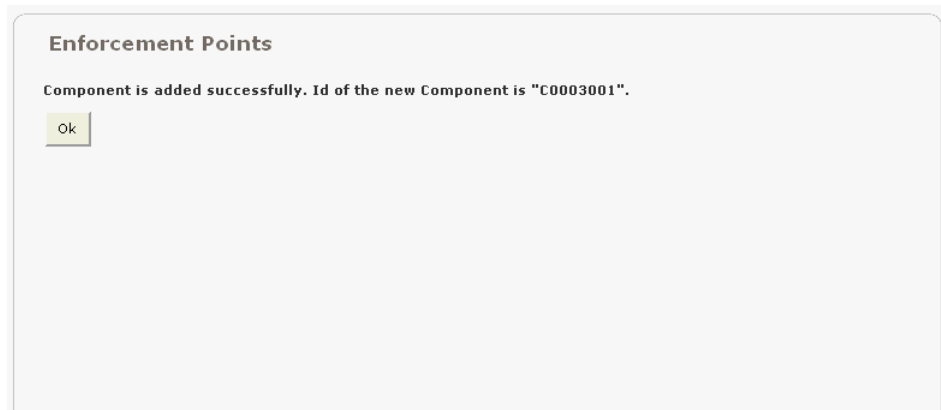 Enforcement Points
Component is added successfully. Id of the new Component is "C0003001".
Ok